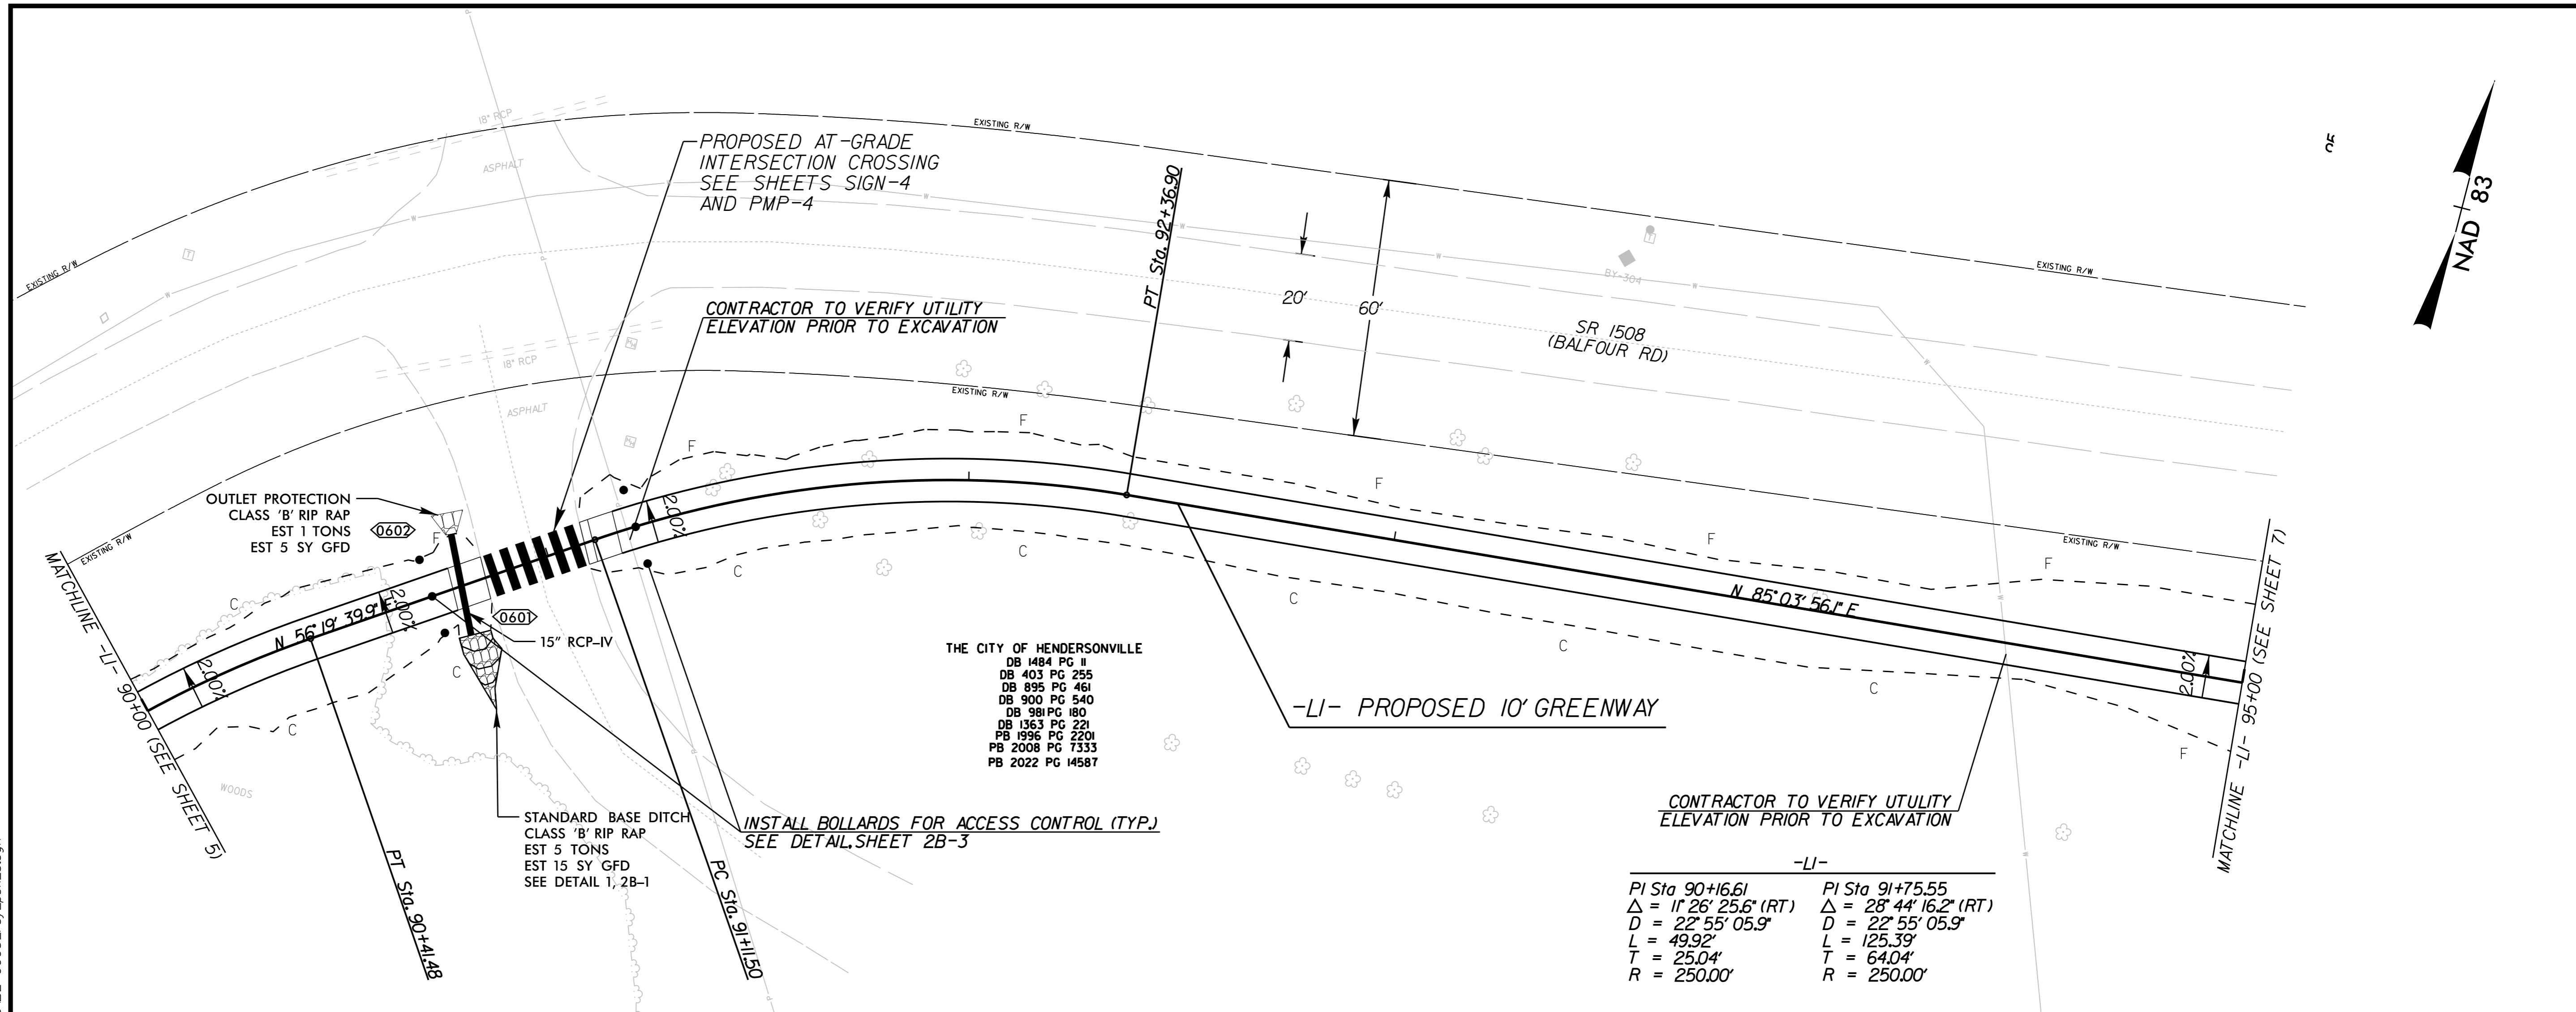 EXISTING R/W
18" RCP
ASPHALT
PROPOSED AT-GRADE
INTERSECTION CROSSING
SEE SHEETS SIGN-4
AND PMP-4
EXISTING R/W
PT Sta. 92+36.90
NAD 83
T
W
W
W
W
W
W
W
EXISTING R/W
T
BY-304
20'
60'
SR 1508
(BALFOUR RD)
EXISTING R/W
CONTRACTOR TO VERIFY UTILITY
ELEVATION PRIOR TO EXCAVATION
18" RCP
ASPHALT
EXISTING R/W
F
F
F
F
F
F
OUTLET PROTECTION
CLASS 'B' RIP RAP
EST 1 TONS
EST 5 SY GFD
0602
EXISTING R/W
EXISTING R/W
MATCHLINE -L1- 90+00 (SEE SHEET 5)
C
N 56°19' 39.9" E
2.00%
2.00%
2.00%
2.00%
0601
15" RCP-IV
C
C
C
C
C
C
C
C
F
N 85°03' 56.1" E
MATCHLINE -L1- 95+00 (SEE SHEET 7)
THE CITY OF HENDERSONVILLE
DB 1484 PG 11
DB 403 PG 255
DB 895 PG 461
DB 900 PG 540
DB 981 PG 180
DB 1363 PG 221
PB 1996 PG 2201
PB 2008 PG 7333
PB 2022 PG 14587
-L1- PROPOSED 10' GREENWAY
WOODS
STANDARD BASE DITCH
CLASS 'B' RIP RAP
EST 5 TONS
EST 15 SY GFD
SEE DETAIL 1, 2B-1
INSTALL BOLLARDS FOR ACCESS CONTROL (TYP.)
SEE DETAIL, SHEET 2B-3
PT Sta. 90+41.48
PC Sta. 91+11.50
CONTRACTOR TO VERIFY UTULITY
ELEVATION PRIOR TO EXCAVATION
-L1-
PI Sta 90+16.61 PI Sta 91+75.55
Δ = 11° 26' 25.6" (RT) Δ = 28° 44' 16.2" (RT)
D = 22° 55' 05.9" D = 22° 55' 05.9"
L = 49.92' L = 125.39'
T = 25.04' T = 64.04'
R = 250.00' R = 250.00'